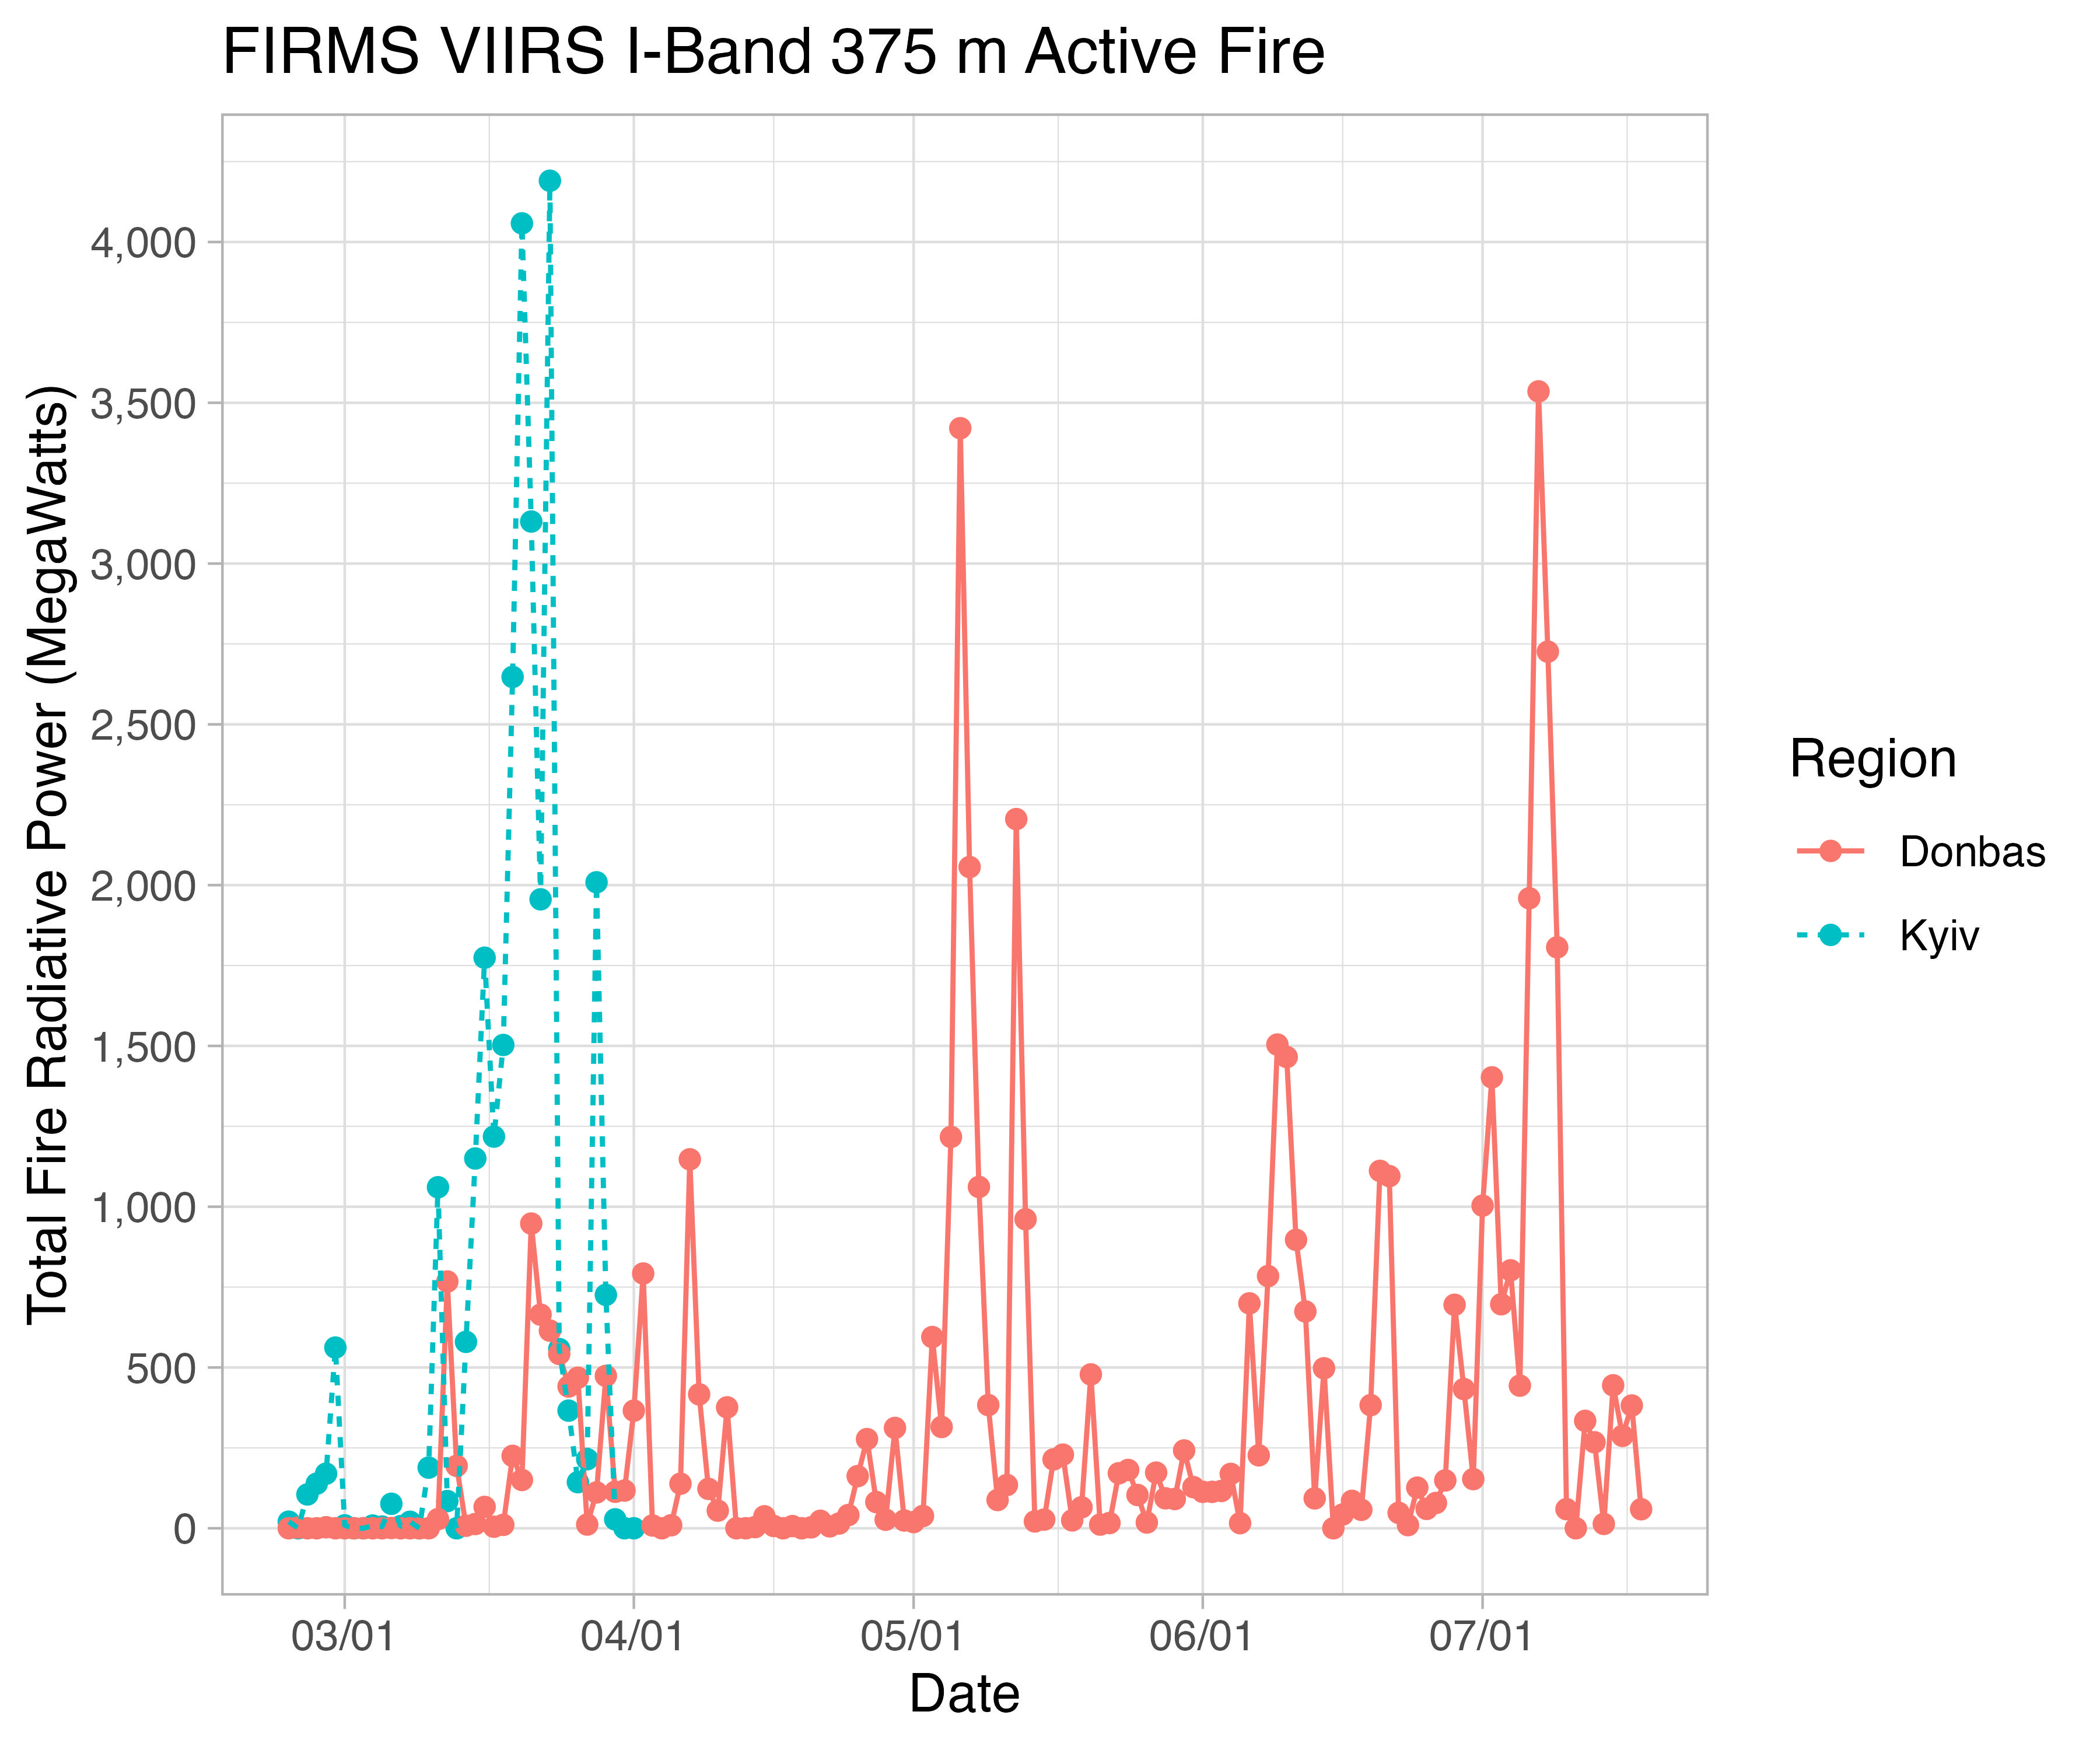 FIRMS VIIRS I-Band 375 m Active Fire
Total Fire Radiative Power (MegaWatts)
4,000
3,500
3,000
2,500
2,000
1,500
1,000
500
0
03/01
04/01
05/01
06/01
07/01
Date
Region
Donbas
Kyiv